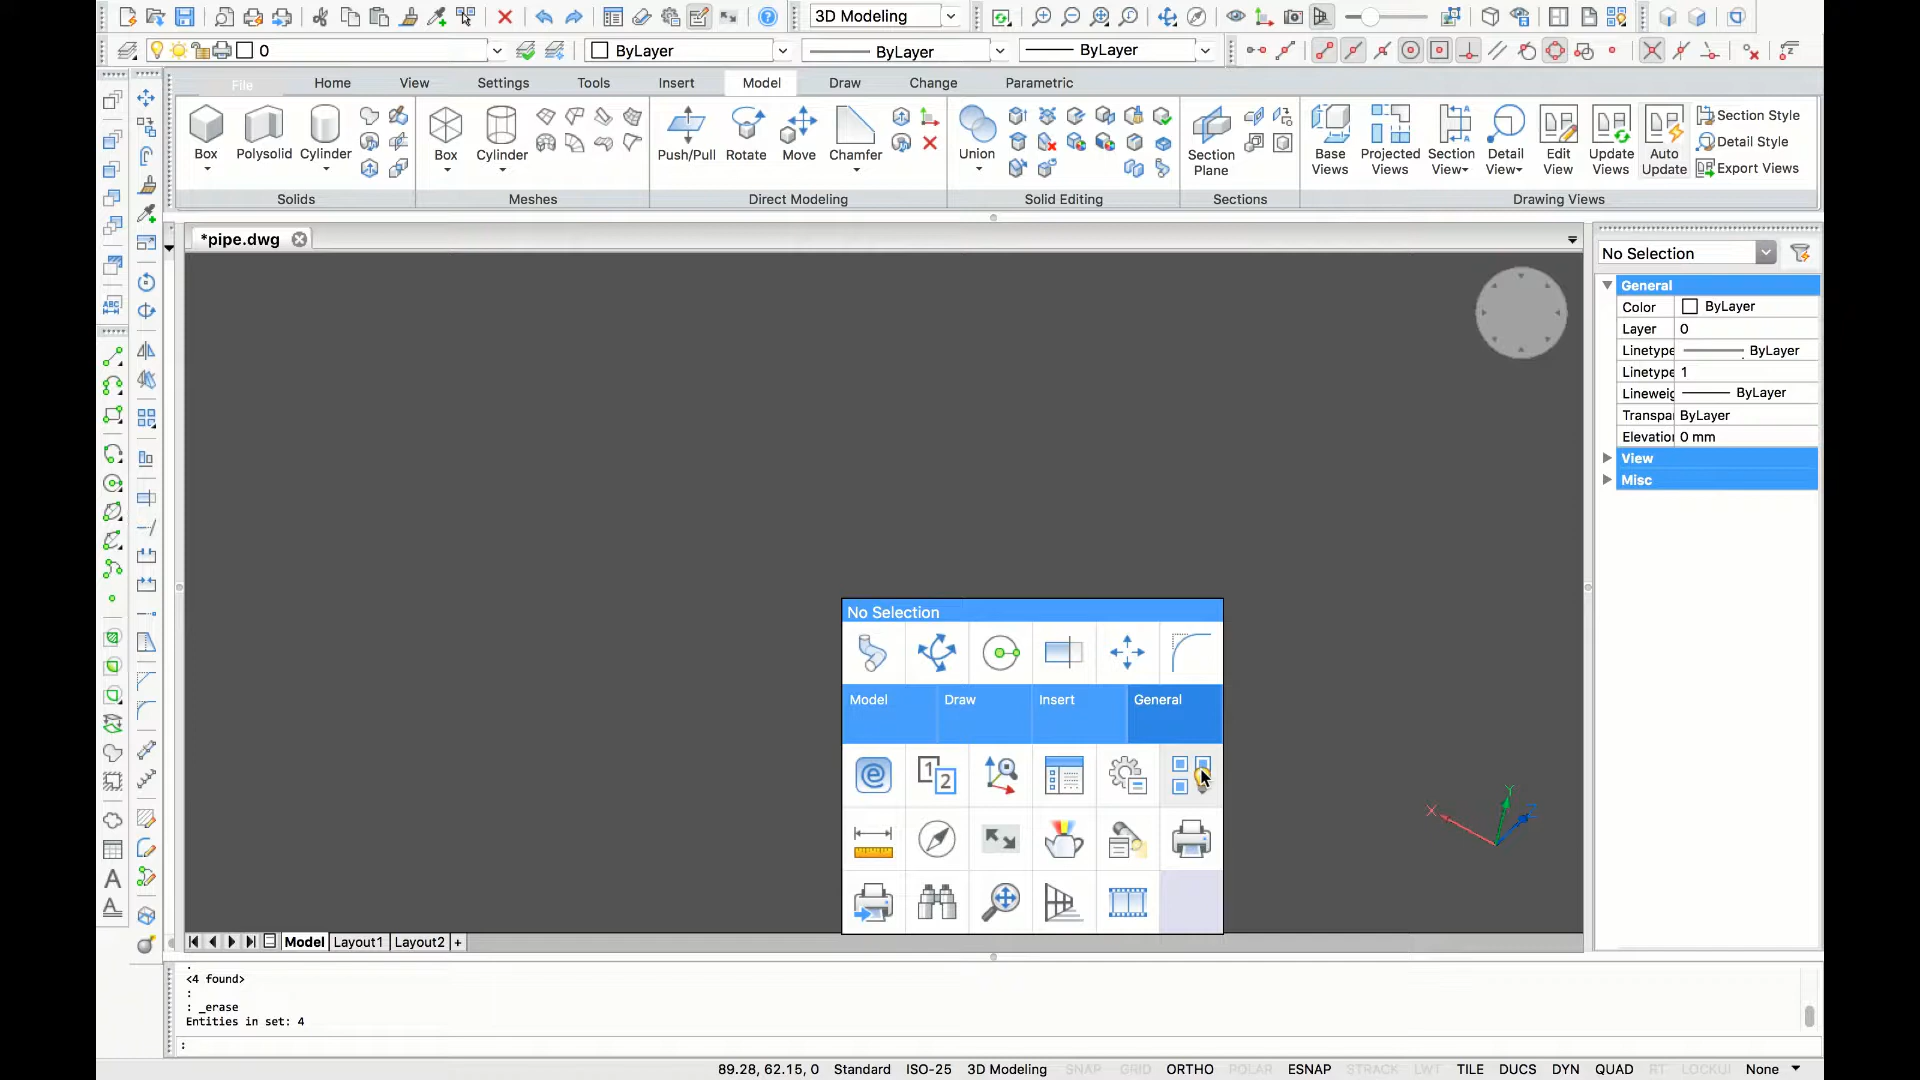 3D Modeling
0
ByLayer
ByLayer
ByLayer
File
Home
View
Settings
Tools
Insert
Model
Draw
Change
Parametric
Box
Polysolid
Cylinder
Box
Cylinder
Push/Pull
Rotate
Move
Chamfer
Union
Section Plane
Base Views
Projected Views
Section View
Detail View
Edit View
Update Views
Auto Update
Section Style
Detail Style
Export Views
Solids
Meshes
Direct Modeling
Solid Editing
Sections
Drawing Views
*pipe.dwg
No Selection
General
Color ByLayer
Layer 0
Linetype ByLayer
Linetype 1
Lineweig ByLayer
Transpa ByLayer
Elevation 0 mm
View
Misc
ABC
A
A
No Selection
Model
Draw
Insert
General
1
2
X
Y
Z
Model
Layout1
Layout2
+
<4 found>
:
: _erase
Entities in set: 4
:
89.28, 62.15, 0
Standard
ISO-25
3D Modeling
SNAP
GRID
ORTHO
POLAR
ESNAP
STRACK
LWT
TILE
DUCS
DYN
QUAD
RT
LOCKUI
None